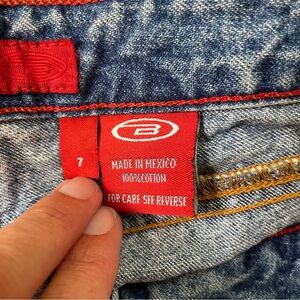 B
7
MADE IN MEXICO
100%COTTON
FOR CARE SEE REVERSE